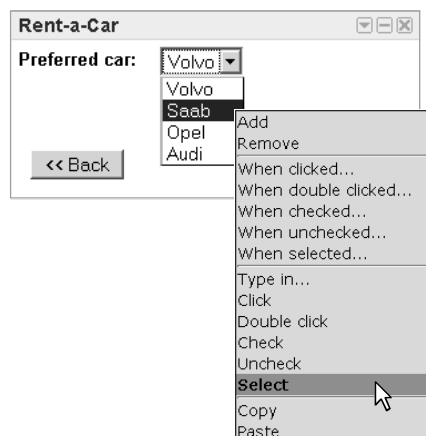 Rent-a-Car
Preferred car: Volvo
Volvo
Saab
Opel
Audi
<< Back
Add
Remove
When clicked...
When double clicked...
When checked...
When unchecked...
When selected...
Type in...
Click
Double click
Check
Uncheck
Select
Copy
Paste